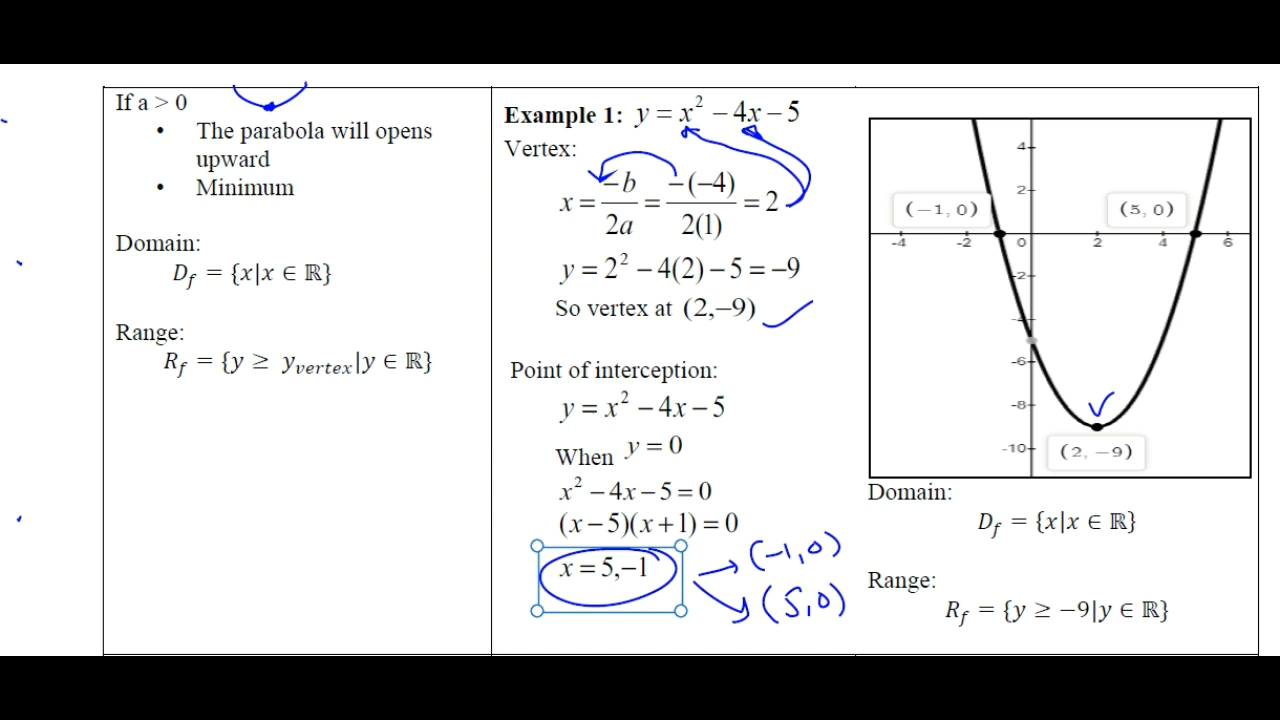 If a > 0
• The parabola will opens
upward
• Minimum
Domain:
D_f = {x|x ∈ ℝ}
Range:
R_f = {y ≥ y_vertex|y ∈ ℝ}
Example 1: y = x² − 4x − 5
Vertex:
x = −b/2a = −(−4)/2(1) = 2
y = 2² − 4(2) − 5 = −9
So vertex at (2,−9)
Point of interception:
y = x² − 4x − 5
When y = 0
x² − 4x − 5 = 0
(x − 5)(x + 1) = 0
x = 5,−1
(-1,0)
(5,0)
4
2
(−1, 0)
(5, 0)
-4 -2 0 2 4 6
-2
-4
-6
-8
-10
(2, −9)
Domain:
D_f = {x|x ∈ ℝ}
Range:
R_f = {y ≥ −9|y ∈ ℝ}